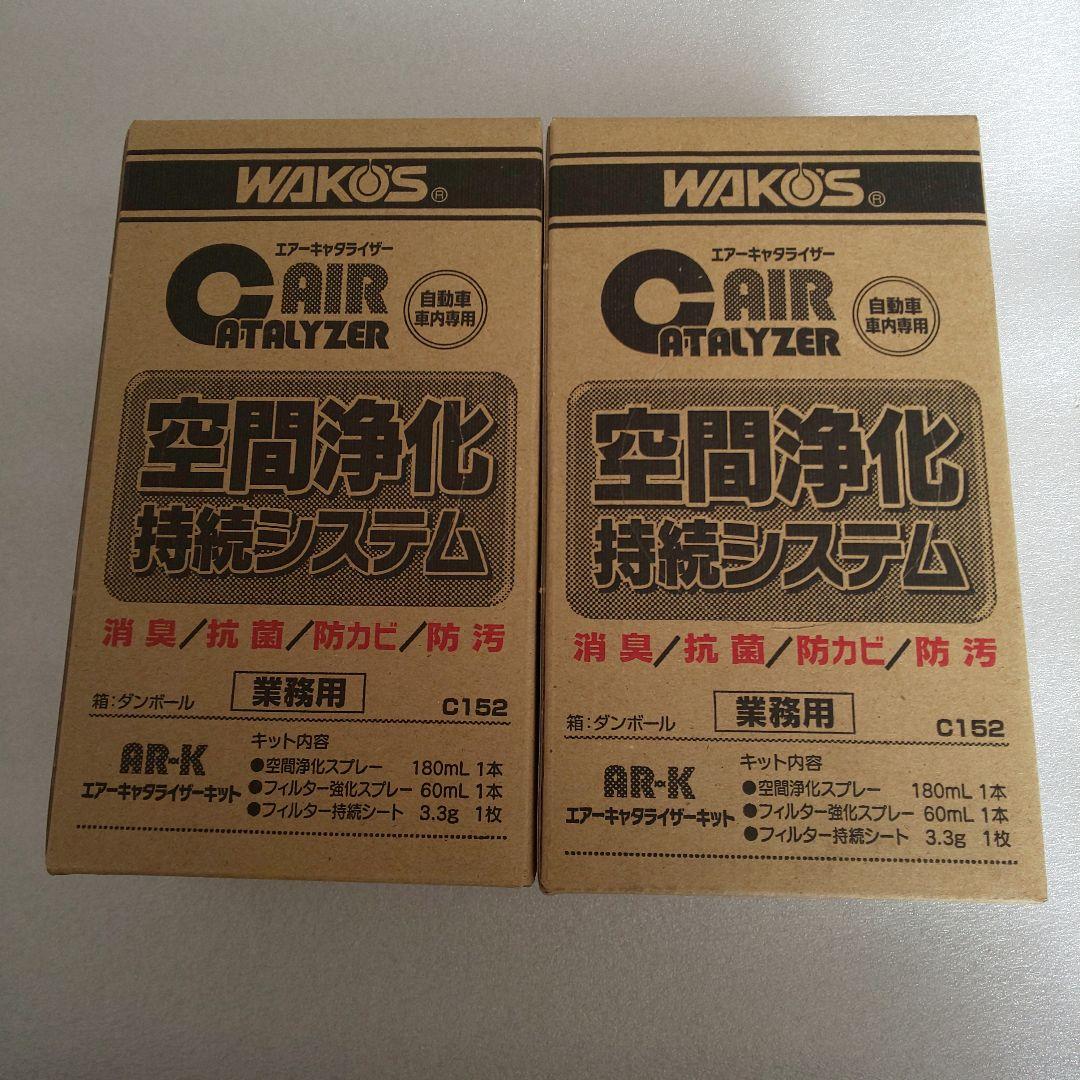 WAKO'S®
エアーキャタライザー
AIR
CATALYZER
自動車
車内専用
空間浄化
持続システム
消臭/抗菌/防カビ/防汚
箱:ダンボール 業務用 C152
AR-K
エアーキャタライザーキット
キット内容
●空間浄化スプレー 180mL 1本
●フィルター強化スプレー 60mL 1本
●フィルター持続シート 3.3g 1枚
WAKO'S®
エアーキャタライザー
AIR
CATALYZER
自動車
車内専用
空間浄化
持続システム
消臭/抗菌/防カビ/防汚
箱:ダンボール 業務用 C152
AR-K
エアーキャタライザーキット
キット内容
●空間浄化スプレー 180mL 1本
●フィルター強化スプレー 60mL 1本
●フィルター持続シート 3.3g 1枚